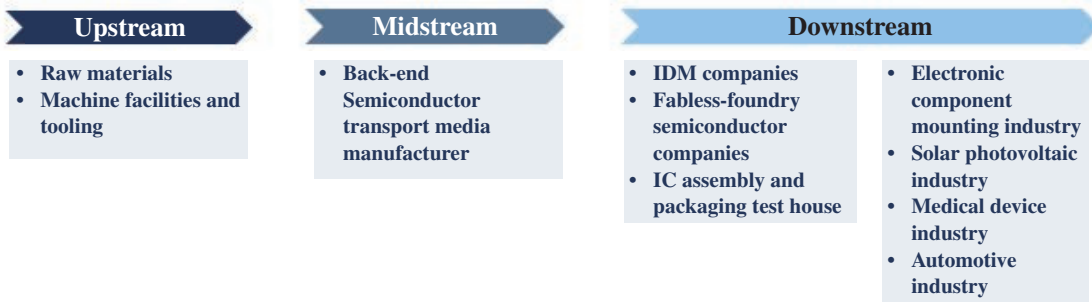 Upstream
• Raw materials
• Machine facilities and
tooling
Midstream
• Back-end
Semiconductor
transport media
manufacturer
Downstream
• IDM companies
• Fabless-foundry
semiconductor
companies
• IC assembly and
packaging test house
• Electronic
component
mounting industry
• Solar photovoltaic
industry
• Medical device
industry
• Automotive
industry